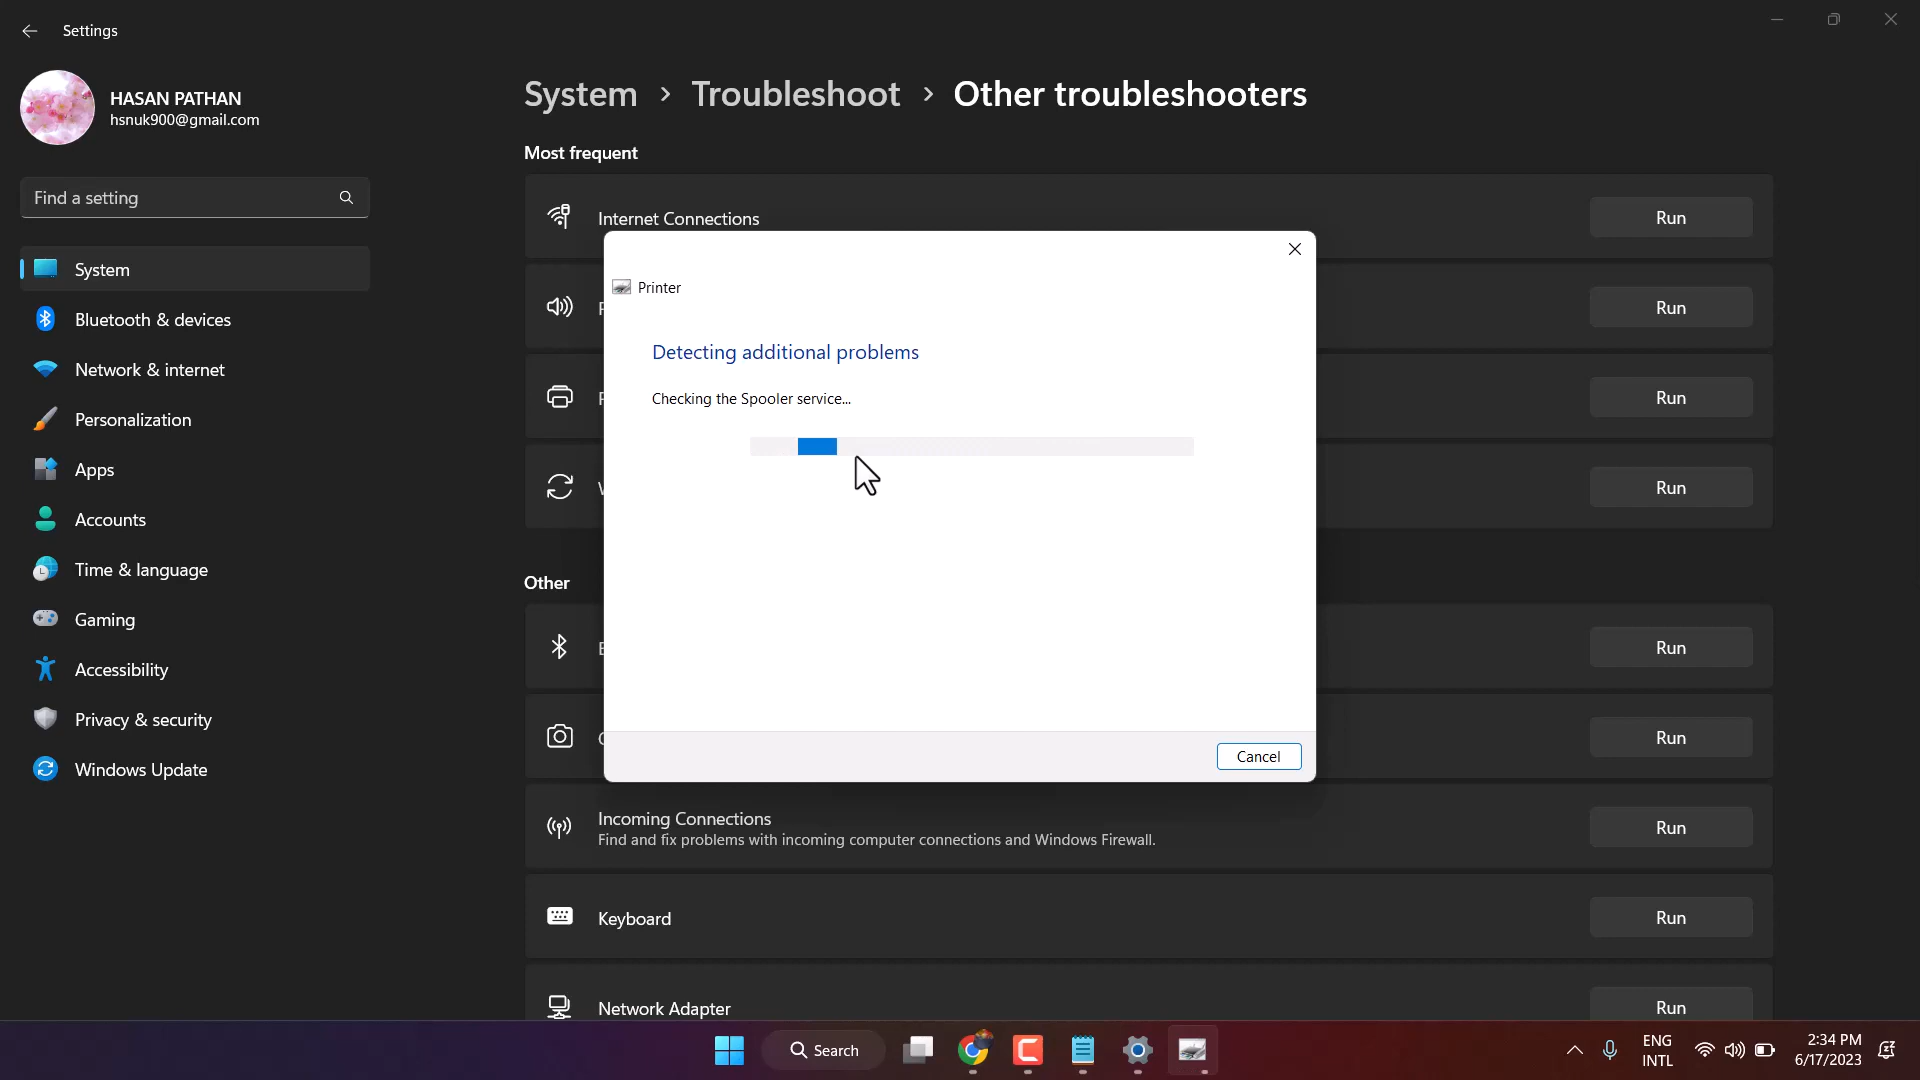 Settings
HASAN PATHAN
hsnuk900@gmail.com
Find a setting
System
Bluetooth & devices
Network & internet
Personalization
Apps
Accounts
Time & language
Gaming
Accessibility
Privacy & security
Windows Update
System > Troubleshoot > Other troubleshooters
Most frequent
Internet Connections
Run
Run
Run
Run
Printer
Detecting additional problems
Checking the Spooler service...
Cancel
Other
Run
Run
Incoming Connections
Find and fix problems with incoming computer connections and Windows Firewall.
Run
Keyboard
Run
Network Adapter
Run
Search
ENG
INTL
2:34 PM
6/17/2023